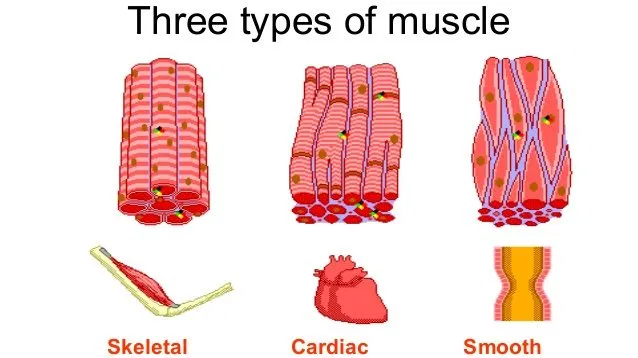 Three types of muscle
Skeletal
Cardiac
Smooth